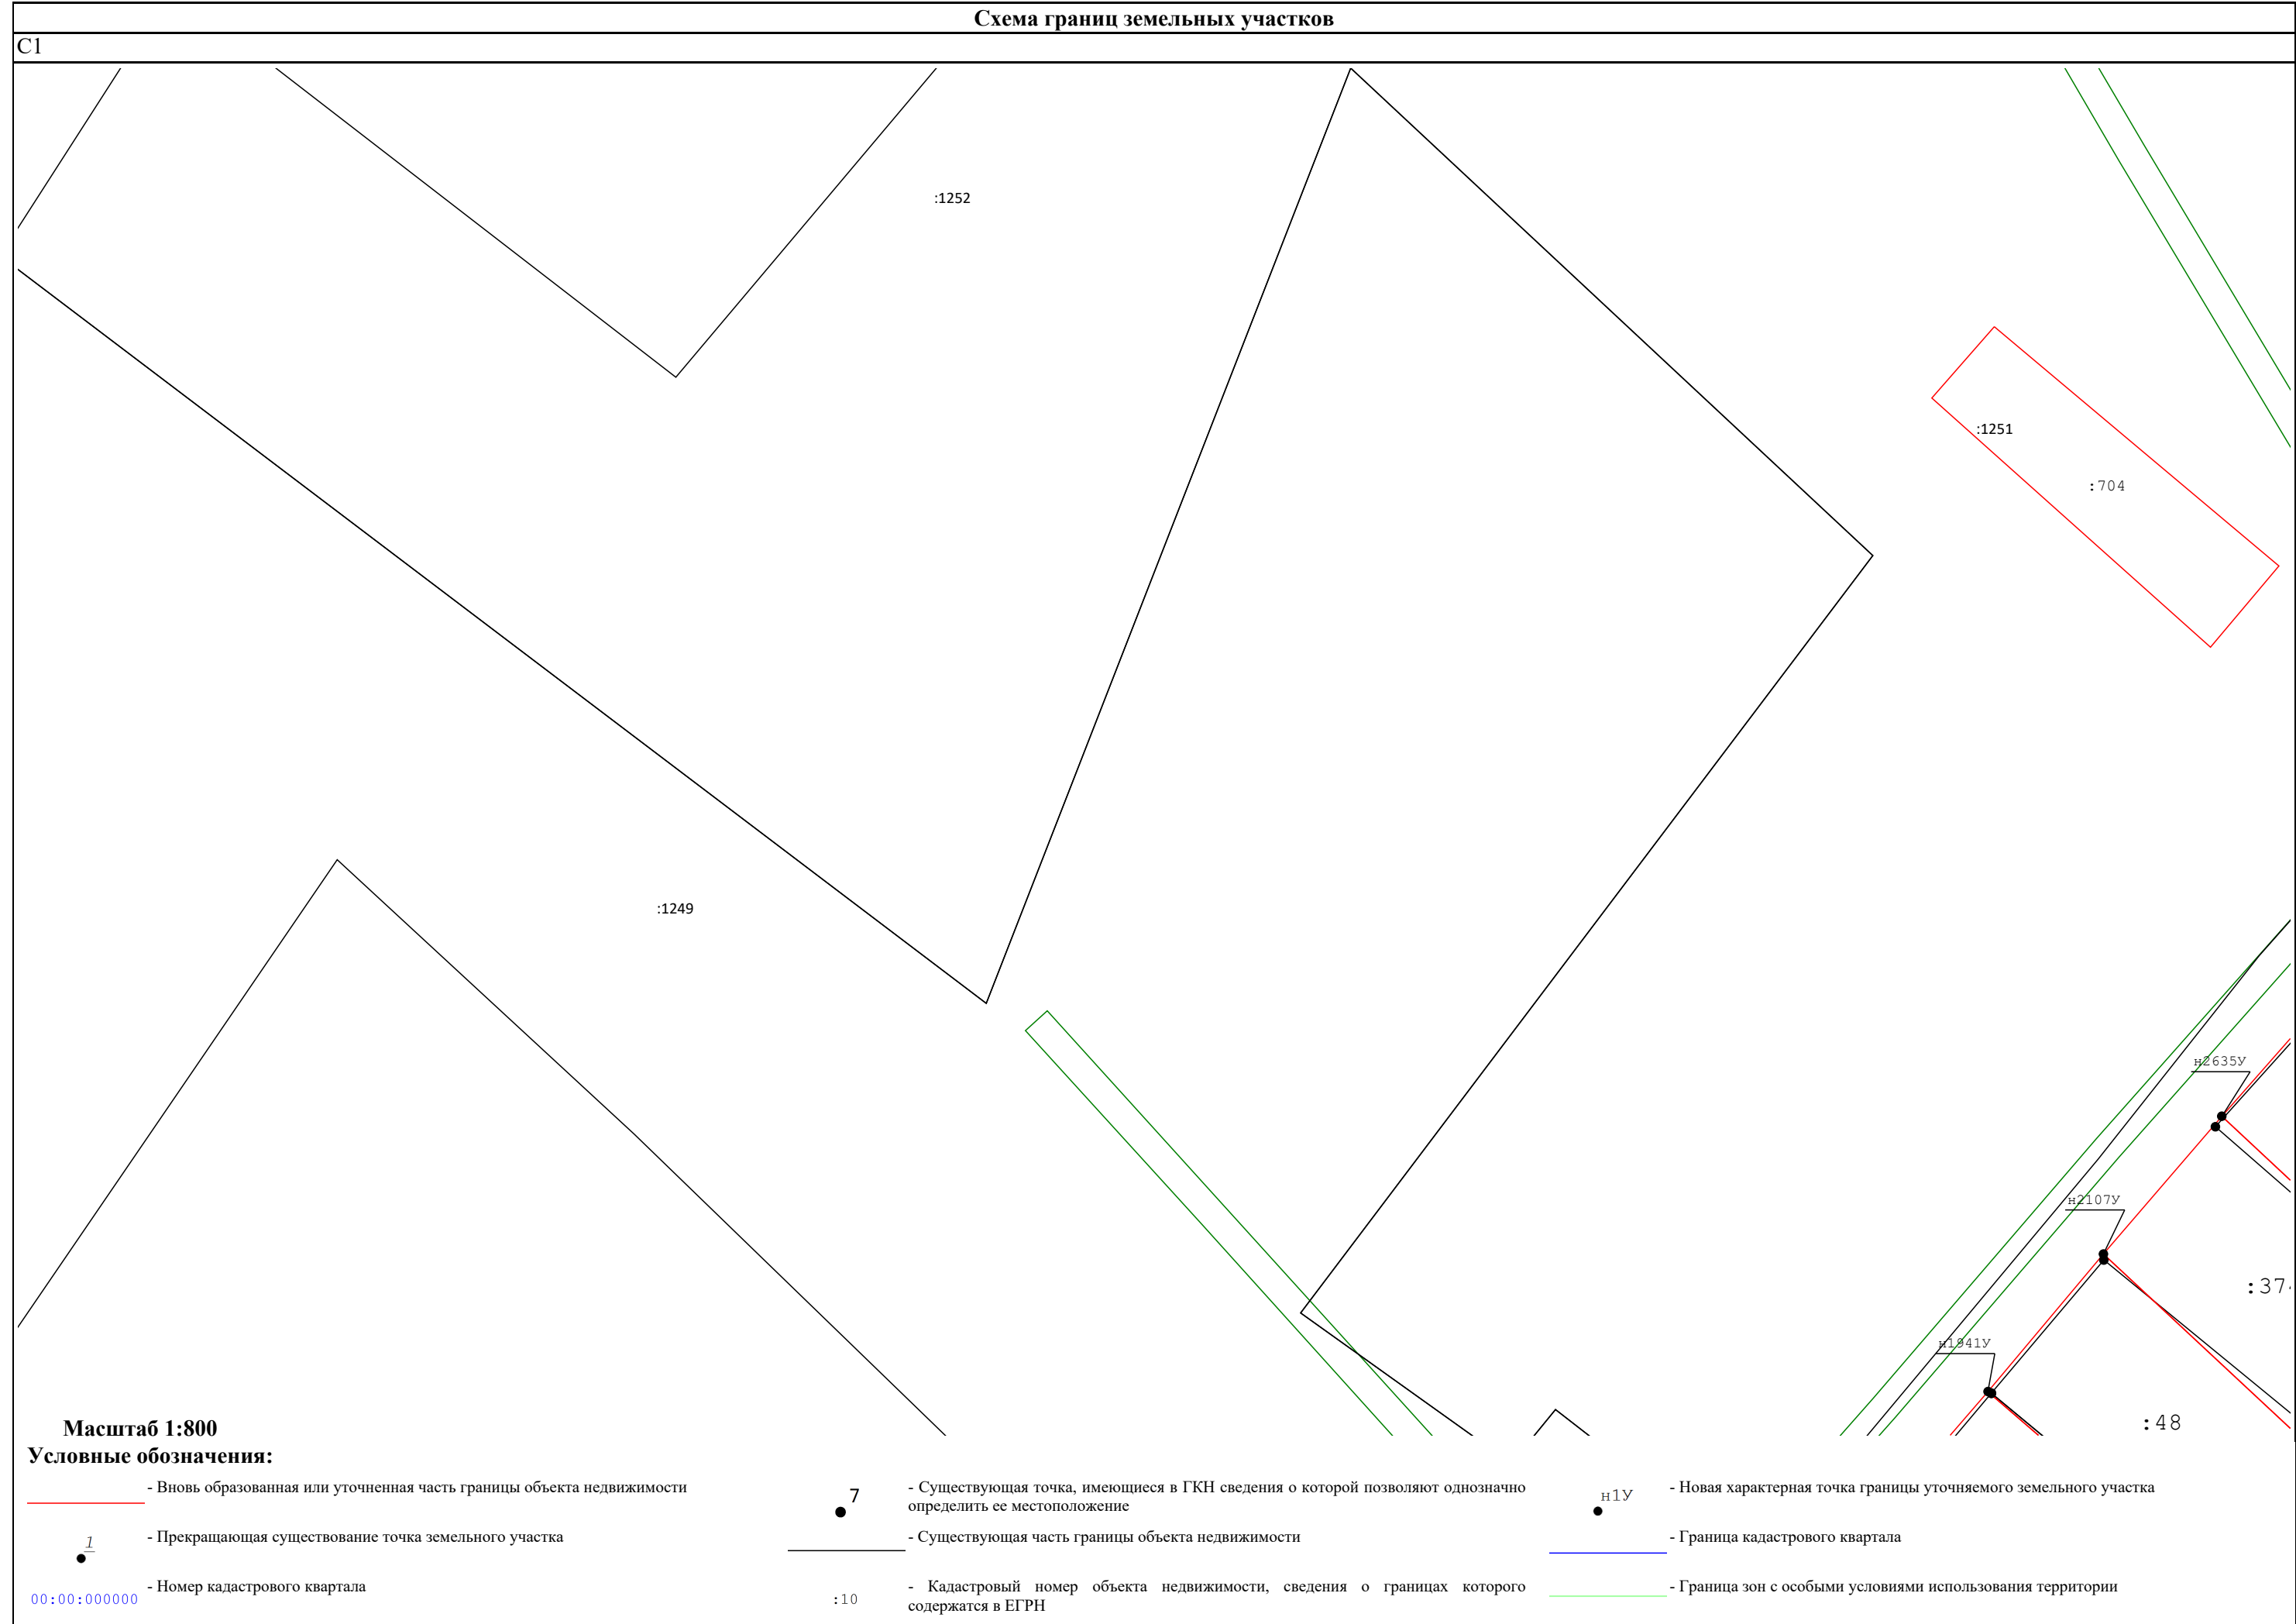 Схема границ земельных участков
С1
:1252
:1251
:704
:1249
н2635У
н2107У
:37
н1941У
:48
Масштаб 1:800
Условные обозначения:
- Вновь образованная или уточненная часть границы объекта недвижимости
7
- Существующая точка, имеющиеся в ГКН сведения о которой позволяют однозначно
определить ее местоположение
н1У
- Новая характерная точка границы уточняемого земельного участка
1
- Прекращающая существование точка земельного участка
- Существующая часть границы объекта недвижимости
- Граница кадастрового квартала
00:00:000000
- Номер кадастрового квартала
:10
- Кадастровый номер объекта недвижимости, сведения о границах которого
содержатся в ЕГРН
- Граница зон с особыми условиями использования территории